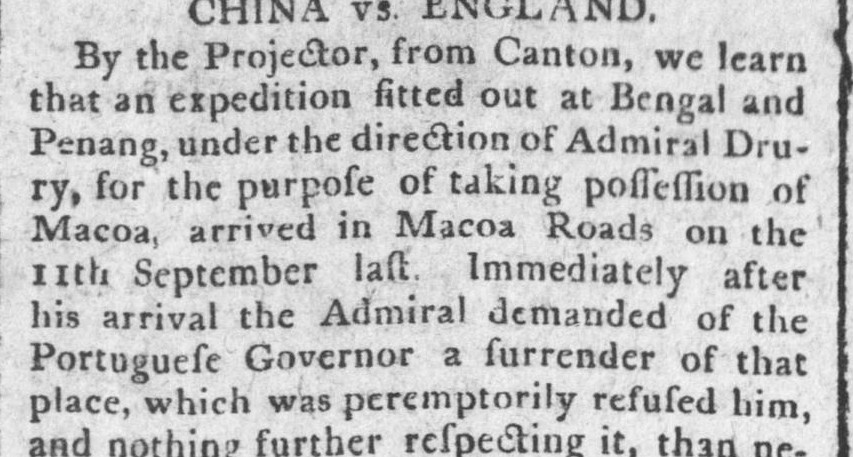 CHINA vs. ENGLAND.
By the Projector, from Canton, we learn
that an expedition fitted out at Bengal and
Penang, under the direction of Admiral Dru-
ry, for the purpoſe of taking poſſeſſion of
Macoa, arrived in Macoa Roads on the
11th September laſt. Immediately after
his arrival the Admiral demanded of the
Portugueſe Governor a ſurrender of that
place, which was peremptorily refuſed him,
and nothing further reſpecting it, than ne-